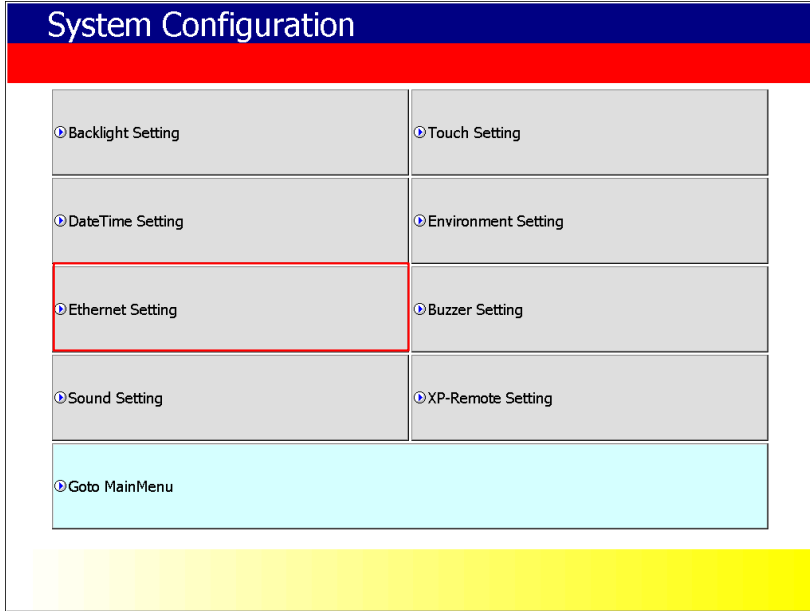 System Configuration
Backlight Setting
Touch Setting
DateTime Setting
Environment Setting
Ethernet Setting
Buzzer Setting
Sound Setting
XP-Remote Setting
Goto MainMenu